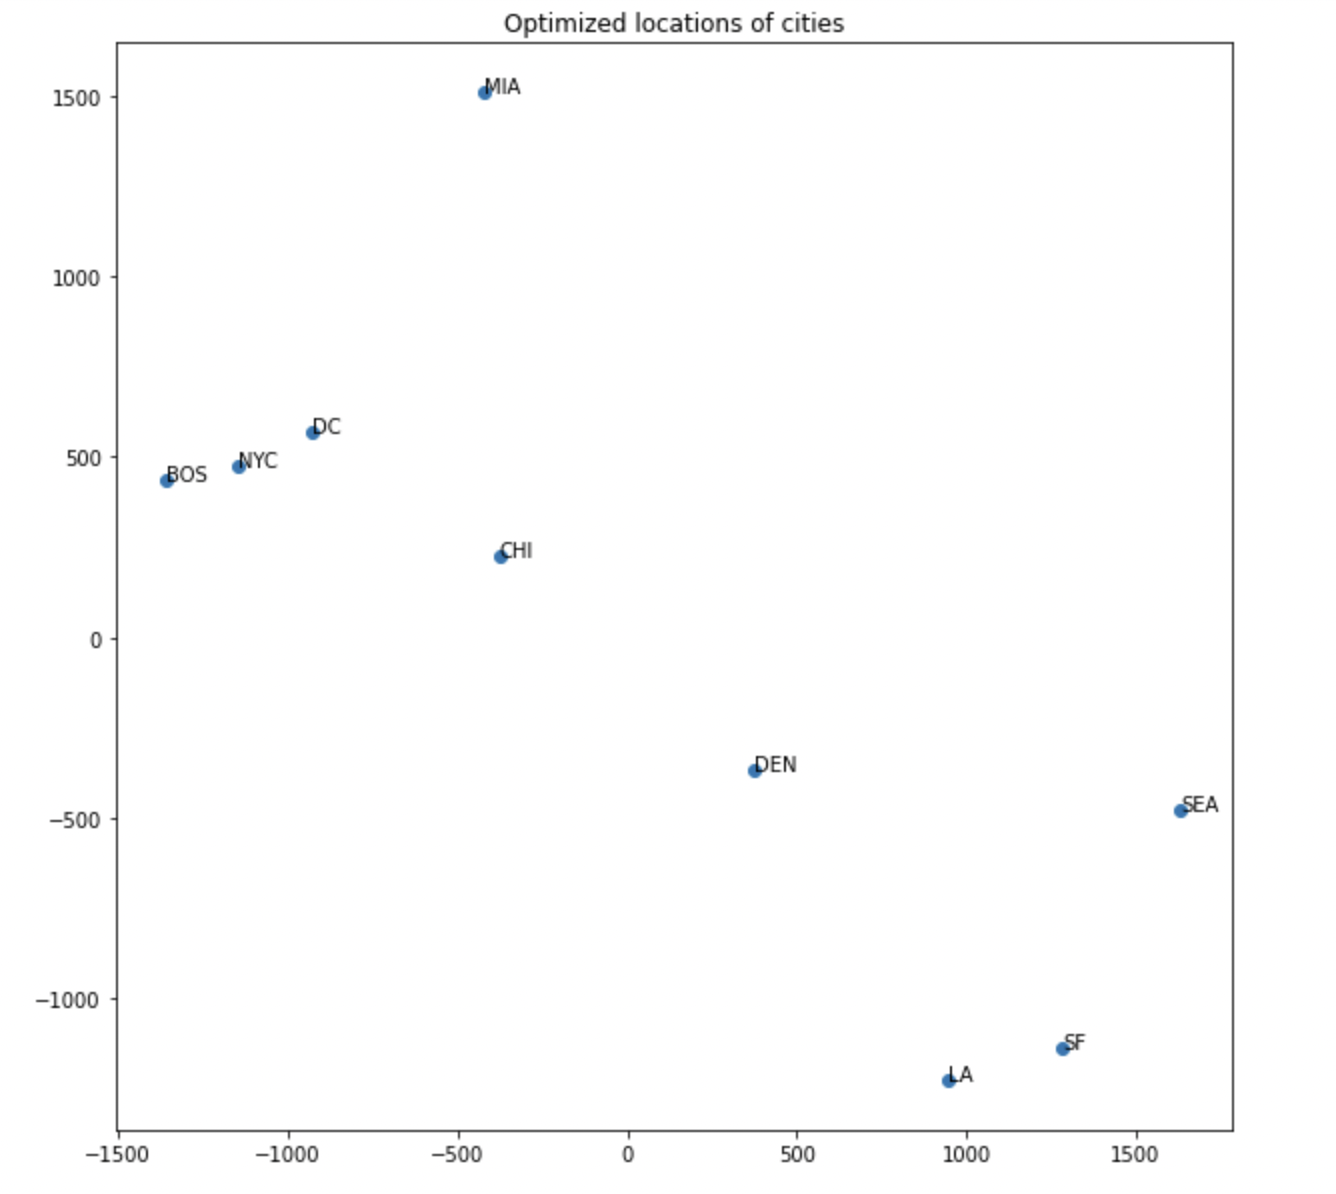 Optimized locations of cities
1500
MIA
1000
DC
500
NYC
BOS
CHI
0
DEN
−500
SEA
−1000
SF
LA
−1500 −1000 −500 0 500 1000 1500